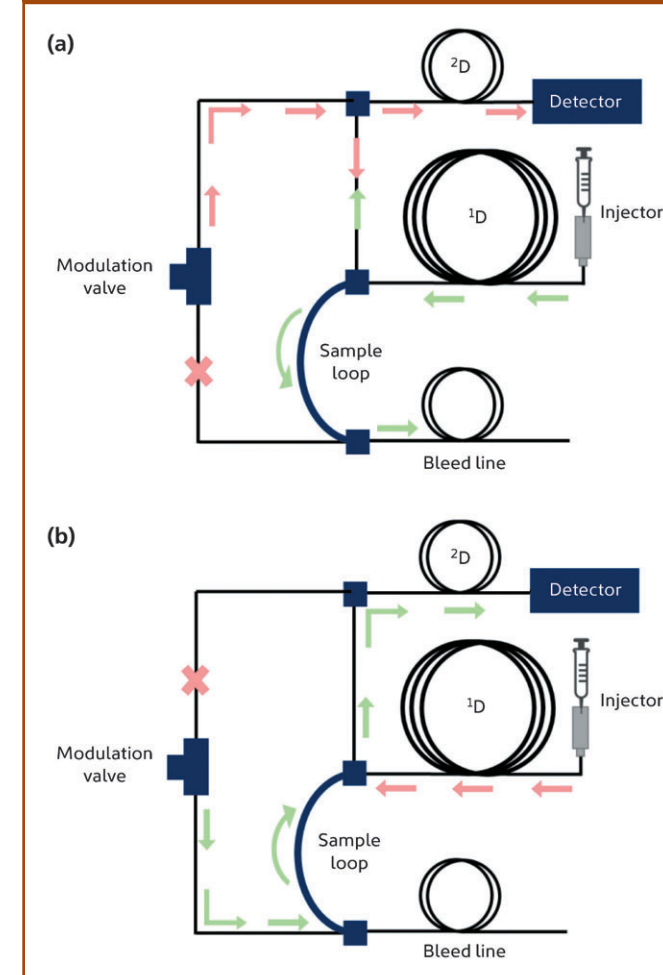 (a)
²D
Detector
¹D
Injector
Modulation
valve
Sample
loop
Bleed line
(b)
²D
Detector
¹D
Injector
Modulation
valve
Sample
loop
Bleed line